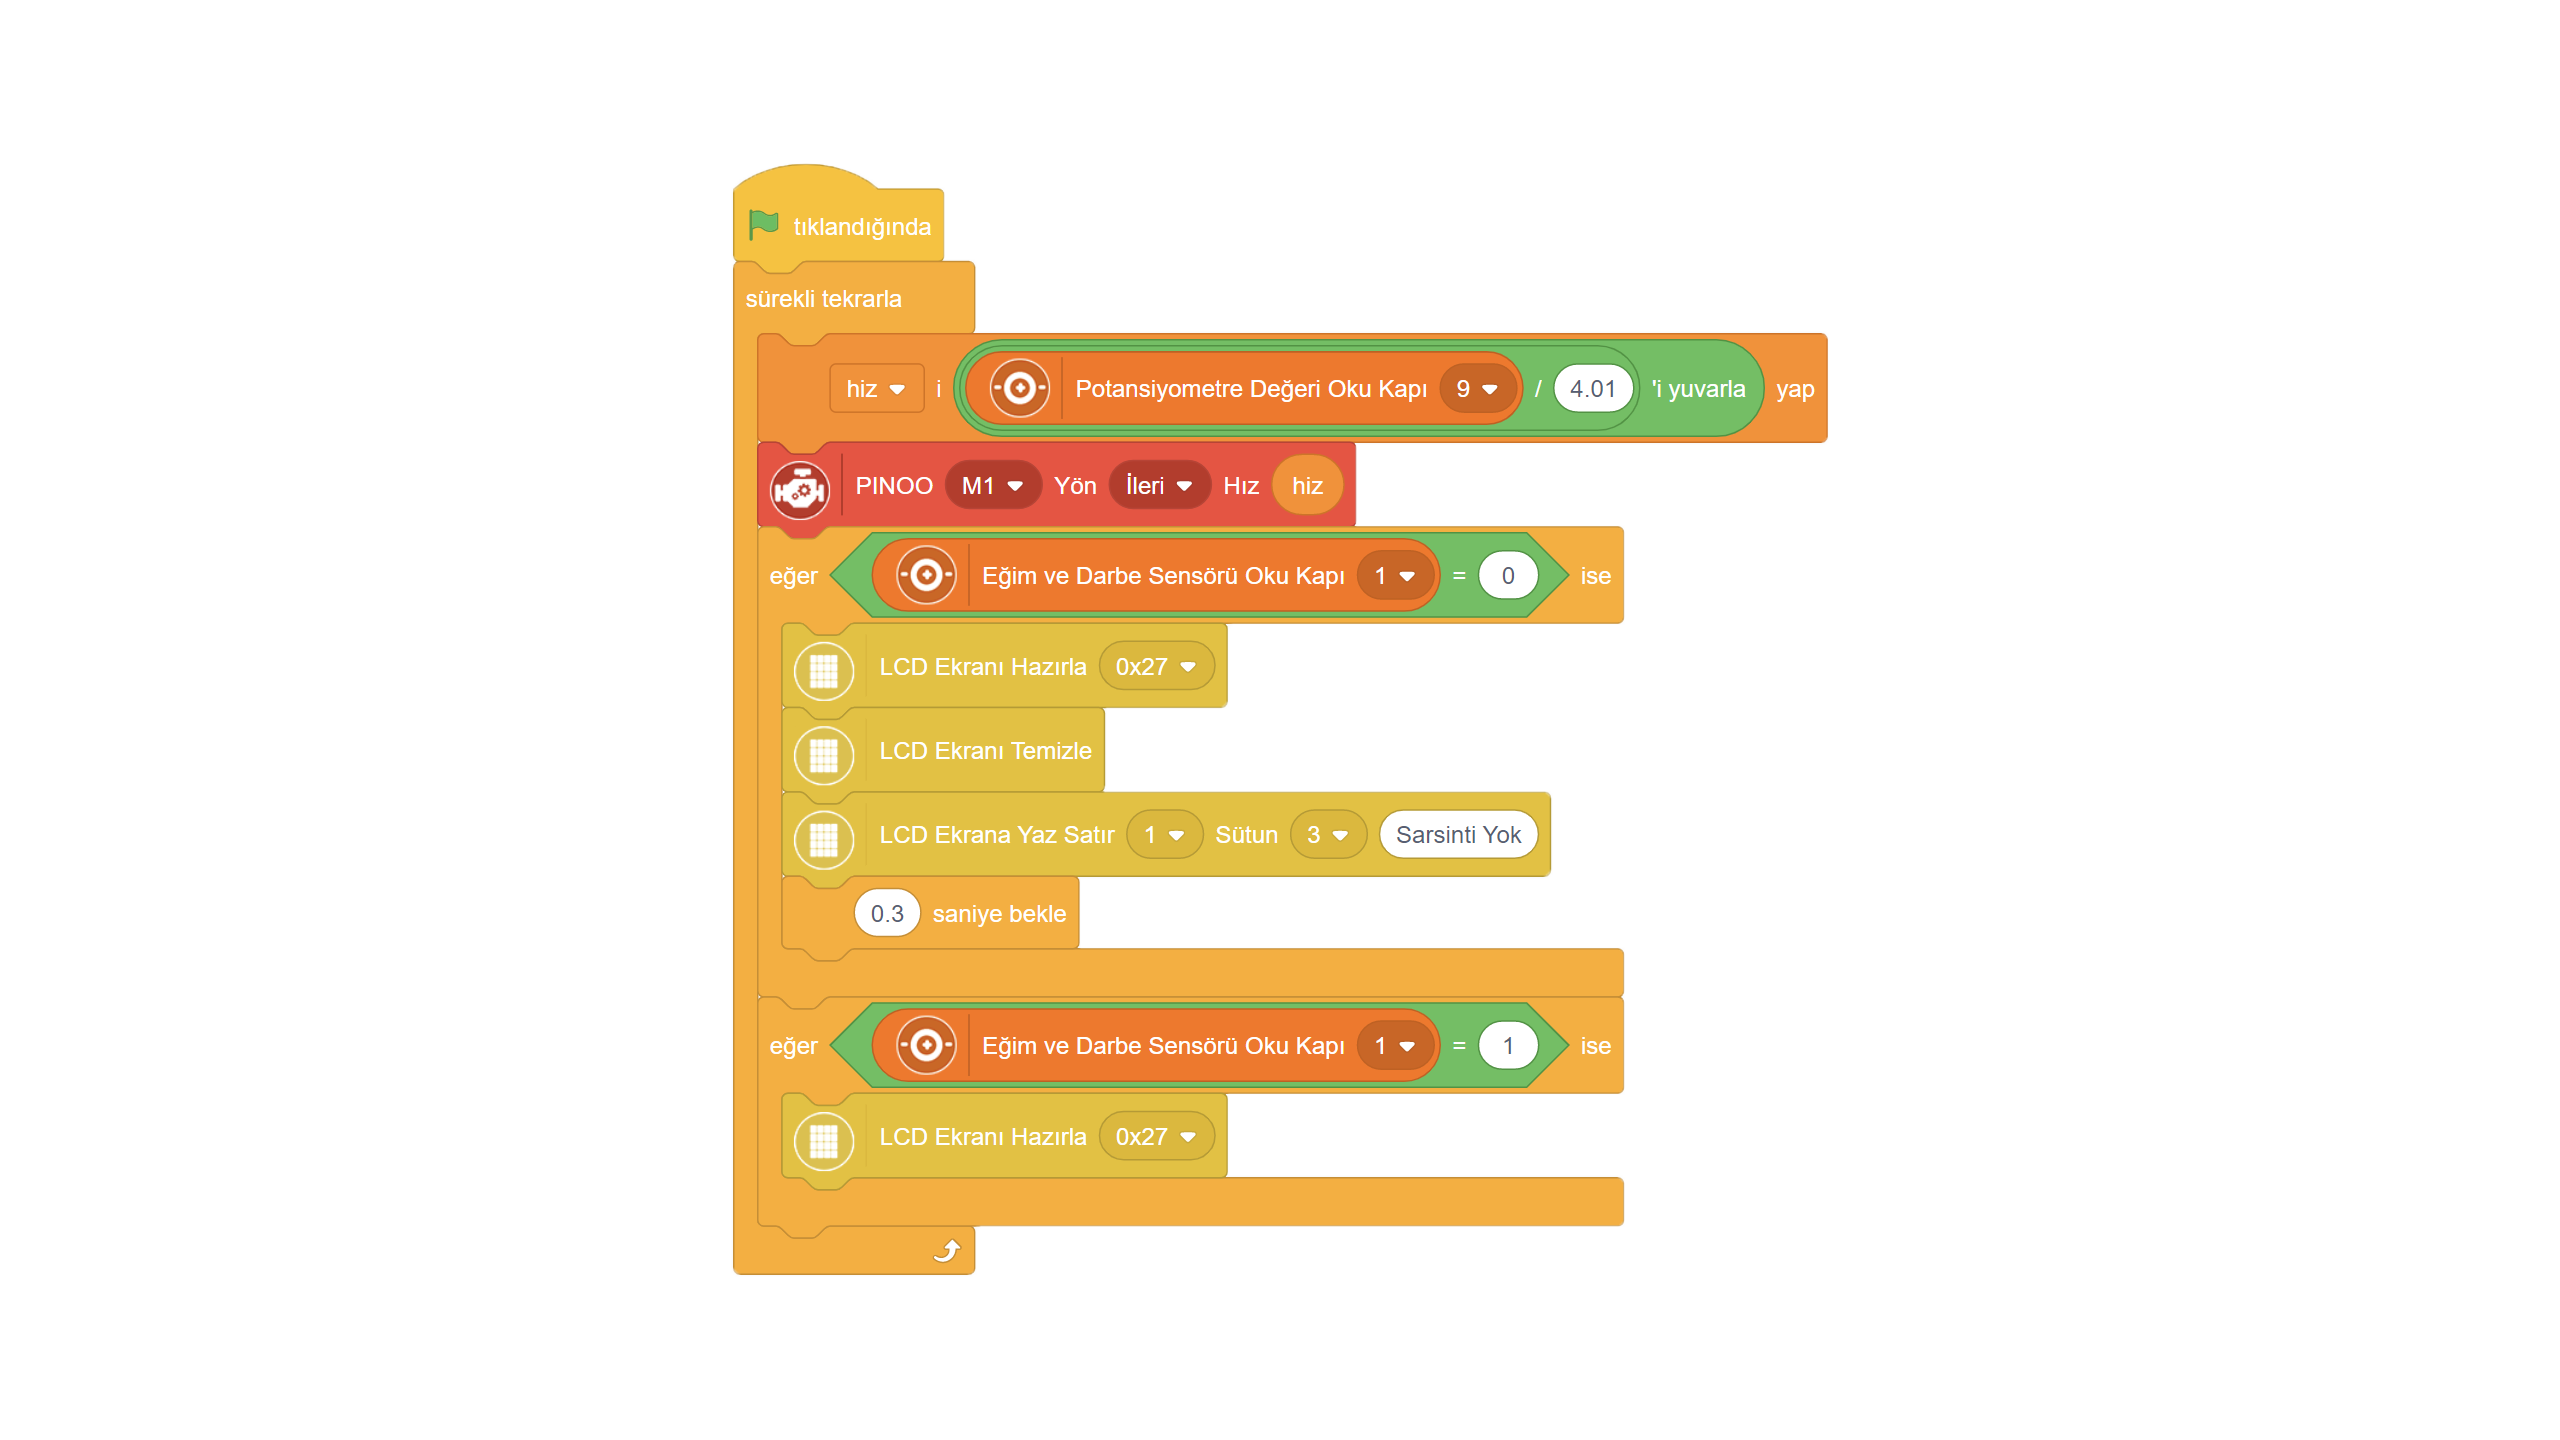 tıklandığında
sürekli tekrarla
hiz i Potansiyometre Değeri Oku Kapı 9 / 4.01 'i yuvarla yap
PINOO M1 Yön İleri Hız hiz
eğer Eğim ve Darbe Sensörü Oku Kapı 1 = 0 ise
LCD Ekranı Hazırla 0x27
LCD Ekranı Temizle
LCD Ekrana Yaz Satır 1 Sütun 3 Sarsinti Yok
0.3 saniye bekle
eğer Eğim ve Darbe Sensörü Oku Kapı 1 = 1 ise
LCD Ekranı Hazırla 0x27